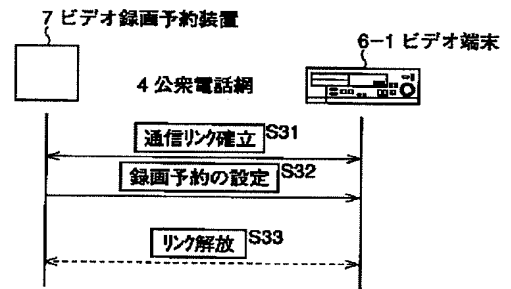 7 ビデオ録画予約装置
6-1 ビデオ端末
4 公衆電話網
通信リンク確立 S31
録画予約の設定 S32
リンク解放 S33